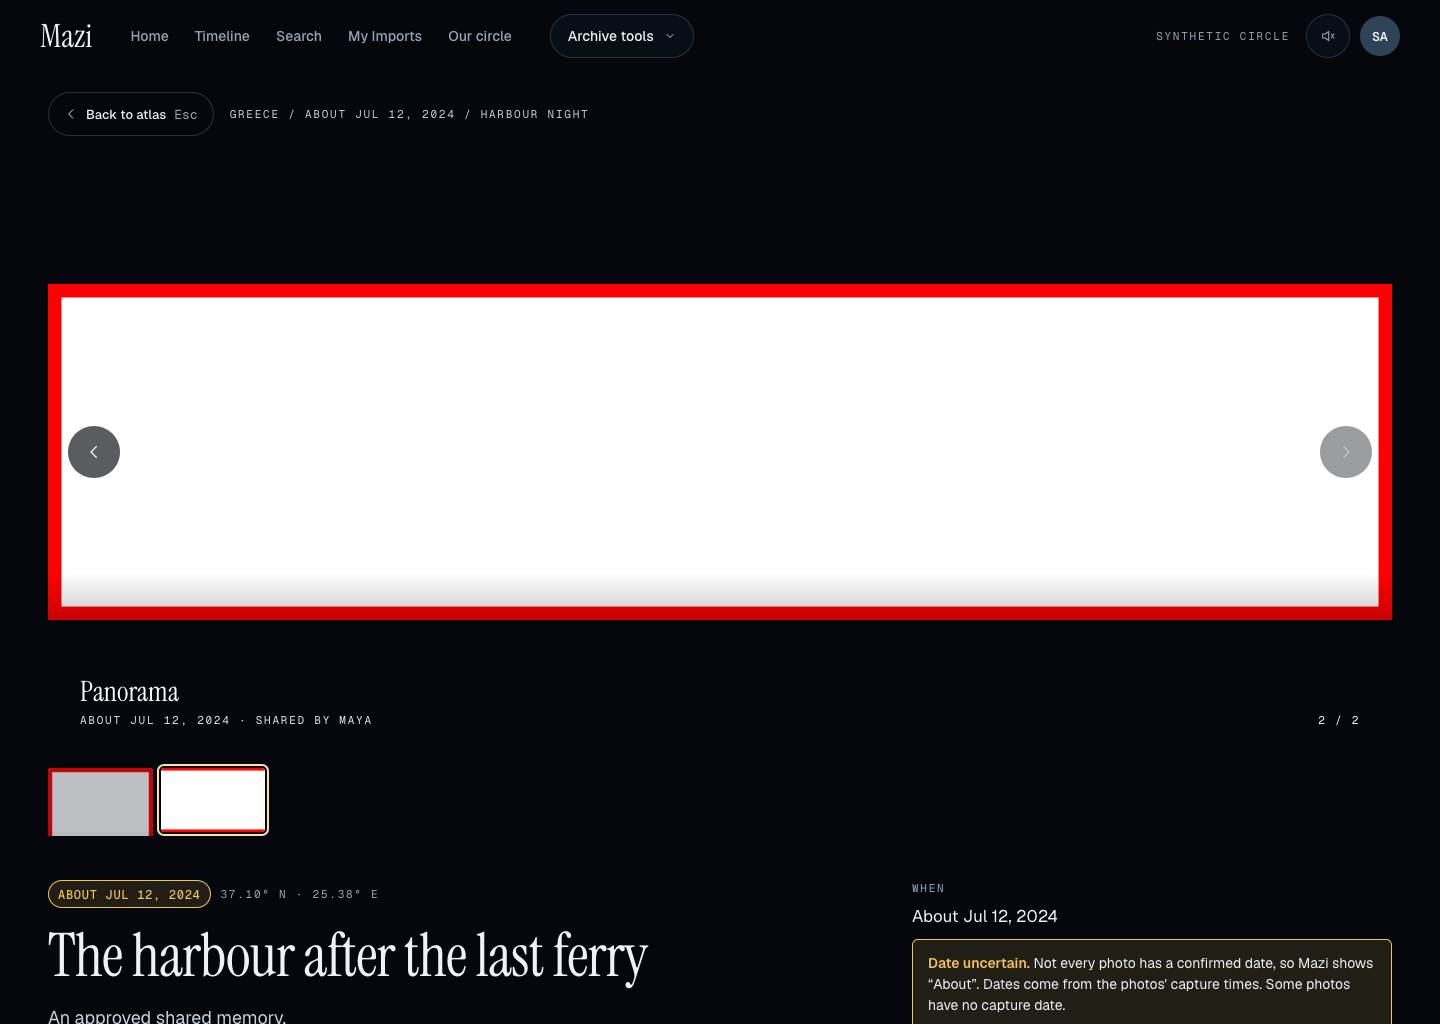 Mazi
Home
Timeline
Search
My Imports
Our circle
Archive tools
SYNTHETIC CIRCLE
SA
Back to atlas Esc
GREECE / ABOUT JUL 12, 2024 / HARBOUR NIGHT
Panorama
ABOUT JUL 12, 2024 · SHARED BY MAYA
2 / 2
ABOUT JUL 12, 2024
37.10° N · 25.38° E
The harbour after the last ferry
An approved shared memory.
WHEN
About Jul 12, 2024
Date uncertain. Not every photo has a confirmed date, so Mazi shows
“About”. Dates come from the photos' capture times. Some photos
have no capture date.